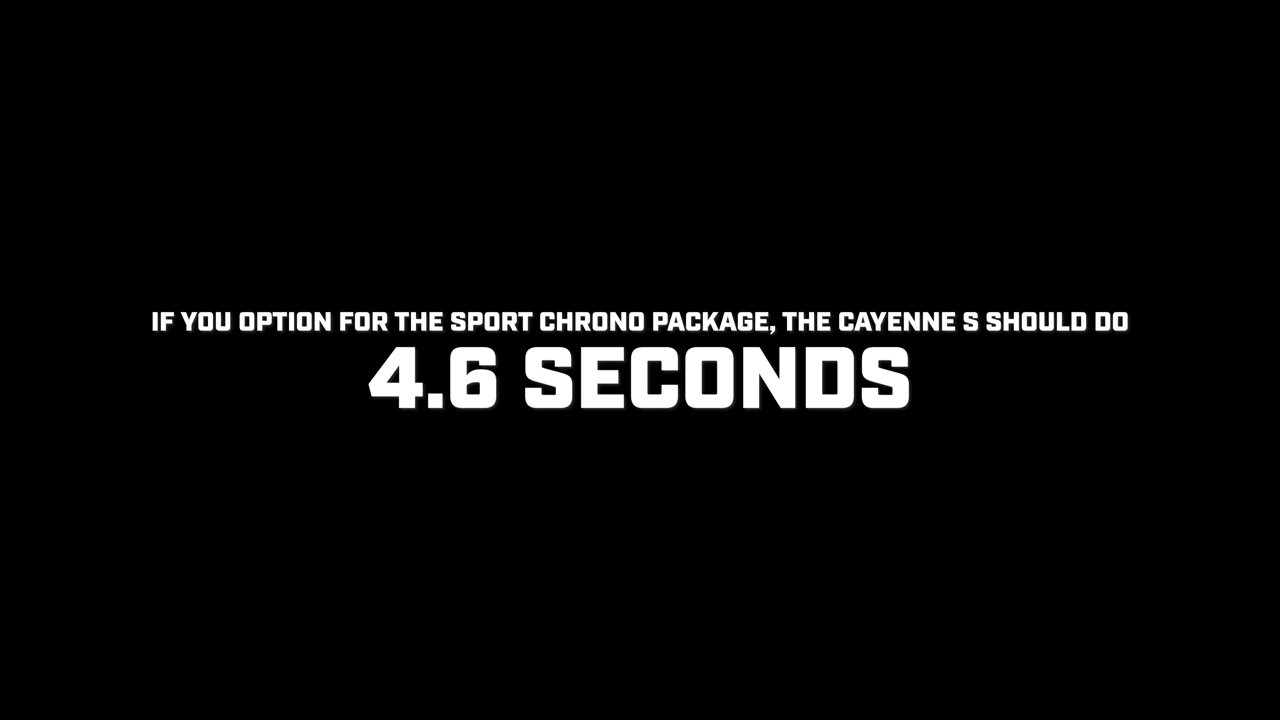 IF YOU OPTION FOR THE SPORT CHRONO PACKAGE, THE CAYENNE S SHOULD DO
4.6 SECONDS